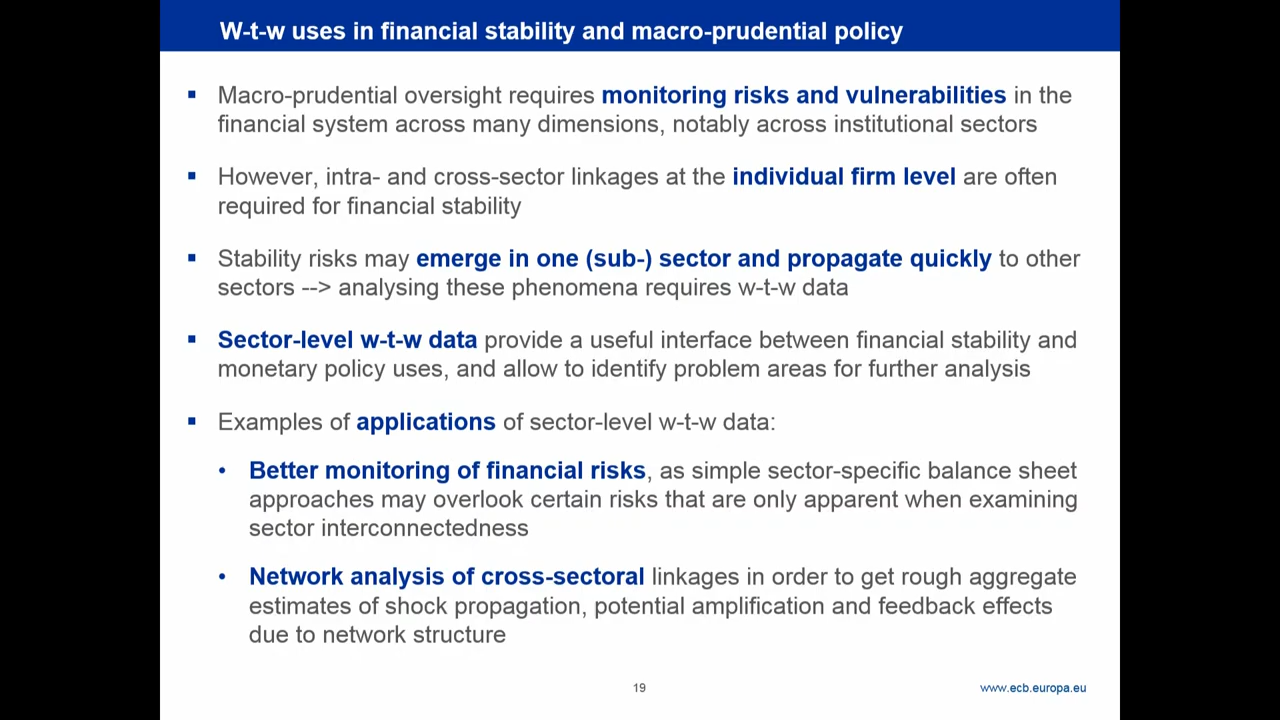 W-t-w uses in financial stability and macro-prudential policy
▪ Macro-prudential oversight requires monitoring risks and vulnerabilities in the
financial system across many dimensions, notably across institutional sectors
▪ However, intra- and cross-sector linkages at the individual firm level are often
required for financial stability
▪ Stability risks may emerge in one (sub-) sector and propagate quickly to other
sectors --> analysing these phenomena requires w-t-w data
▪ Sector-level w-t-w data provide a useful interface between financial stability and
monetary policy uses, and allow to identify problem areas for further analysis
▪ Examples of applications of sector-level w-t-w data:
• Better monitoring of financial risks, as simple sector-specific balance sheet
approaches may overlook certain risks that are only apparent when examining
sector interconnectedness
• Network analysis of cross-sectoral linkages in order to get rough aggregate
estimates of shock propagation, potential amplification and feedback effects
due to network structure
19
www.ecb.europa.eu